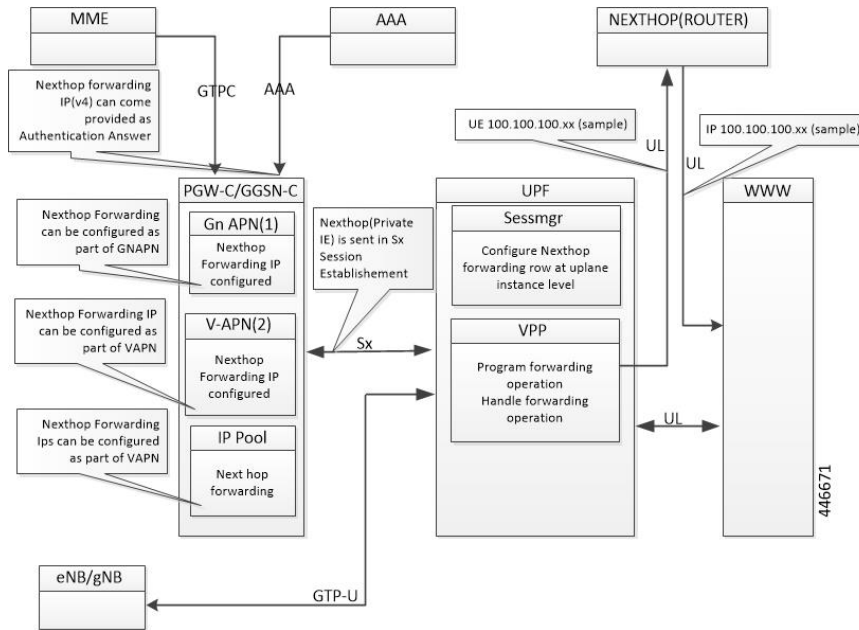 MME
AAA
NEXTHOP(ROUTER)
Nexthop forwarding
IP(v4) can come
provided as
Authentication Answer
GTPC
AAA
UE 100.100.100.xx (sample)
UL
UL
IP 100.100.100.xx (sample)
PGW-C/GGSN-C
UPF
WWW
Nexthop Forwarding
can be configured as
part of GNAPN
Gn APN(1)
Nexthop
Forwarding IP
configured
Nexthop(Private
IE) is sent in Sx
Session
Establishement
Sessmgr
Configure Nexthop
forwarding row at uplane
instance level
Nexthop Forwarding IP
can be configured as
part of VAPN
V-APN(2)
Nexthop
Forwarding IP
configured
Sx
VPP
Program forwarding
operation
Handle forwarding
operation
UL
Nexthop Forwarding
Ips can be configured
as part of VAPN
IP Pool
Next hop
forwarding
446671
eNB/gNB
GTP-U